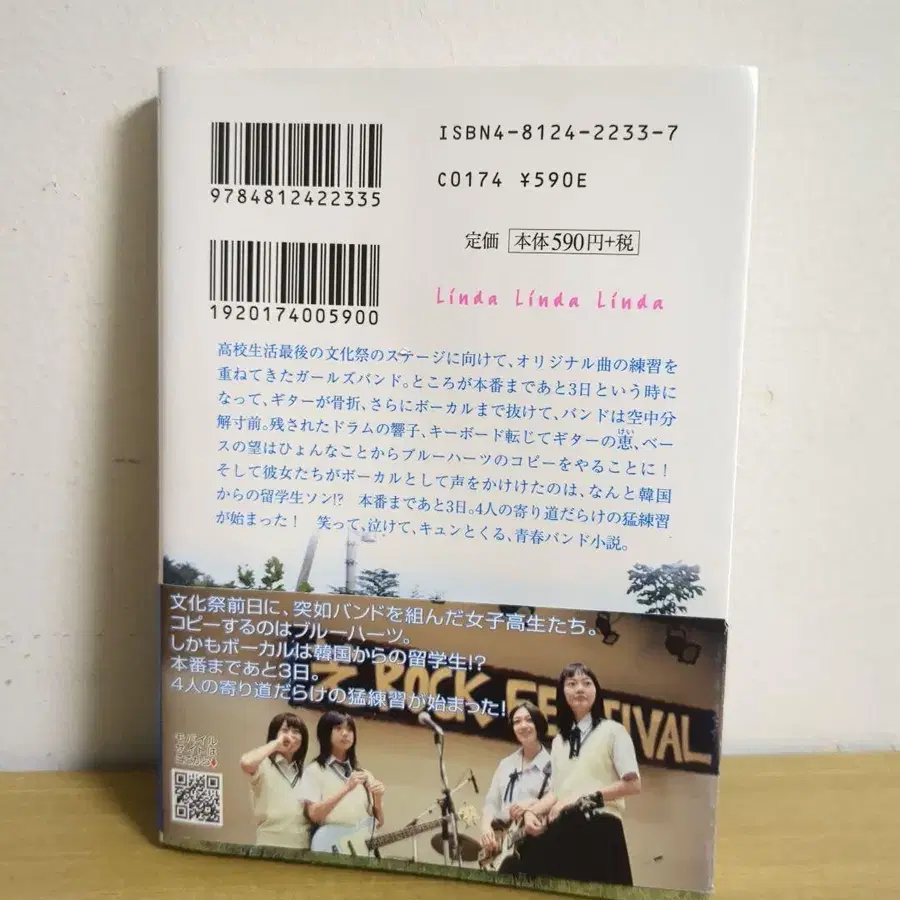 ISBN4-8124-2233-7
C0174 ¥590E
9784812422335
定価 本体590円+税
1920174005900
Linda Linda Linda
高校生活最後の文化祭のステージに向けて、オリジナル曲の練習を
重ねてきたガールズバンド。ところが本番まであと3日という時に
なって、ギターが骨折、さらにボーカルまで抜けて、バンドは空中分
解寸前。残されたドラムの響子、キーボード転じてギターの恵、ベー
けい
スの望はひょんなことからブルーハーツのコピーをやることに!
そして彼女たちがボーカルとして声をかけたのは、なんと韓国
からの留学生ソン!? 本番まであと3日。4人の寄り道だらけの猛練習
が始まった! 笑って、泣けて、キュンとくる、青春バンド小説。
文化祭前日に、突如バンドを組んだ女子高生たち。
コピーするのはブルーハーツ。
しかもボーカルは韓国からの留学生!?
本番まであと3日。
4人の寄り道だらけの猛練習が始まった!
ROCK FESTIVAL
モバイル
サイトは
ここから